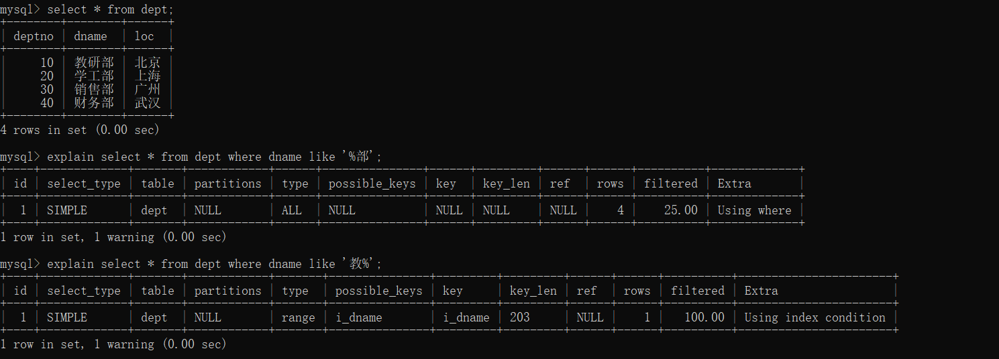 mysql> select * from dept;
+--------+--------+------+
| deptno | dname | loc |
+--------+--------+------+
| 10 | 教研部 | 北京 |
| 20 | 学工部 | 上海 |
| 30 | 销售部 | 广州 |
| 40 | 财务部 | 武汉 |
+--------+--------+------+
4 rows in set (0.00 sec)
mysql> explain select * from dept where dname like '%部';
+----+-------------+-------+------------+------+---------------+------+---------+------+------+----------+-------------+
| id | select_type | table | partitions | type | possible_keys | key | key_len | ref | rows | filtered | Extra |
+----+-------------+-------+------------+------+---------------+------+---------+------+------+----------+-------------+
| 1 | SIMPLE | dept | NULL | ALL | NULL | NULL | NULL | NULL | 4 | 25.00 | Using where |
+----+-------------+-------+------------+------+---------------+------+---------+------+------+----------+-------------+
1 row in set, 1 warning (0.00 sec)
mysql> explain select * from dept where dname like '教%';
+----+-------------+-------+------------+-------+---------------+---------+---------+------+------+----------+-----------------------+
| id | select_type | table | partitions | type | possible_keys | key | key_len | ref | rows | filtered | Extra |
+----+-------------+-------+------------+-------+---------------+---------+---------+------+------+----------+-----------------------+
| 1 | SIMPLE | dept | NULL | range | i_dname | i_dname | 203 | NULL | 1 | 100.00 | Using index condition |
+----+-------------+-------+------------+-------+---------------+---------+---------+------+------+----------+-----------------------+
1 row in set, 1 warning (0.00 sec)